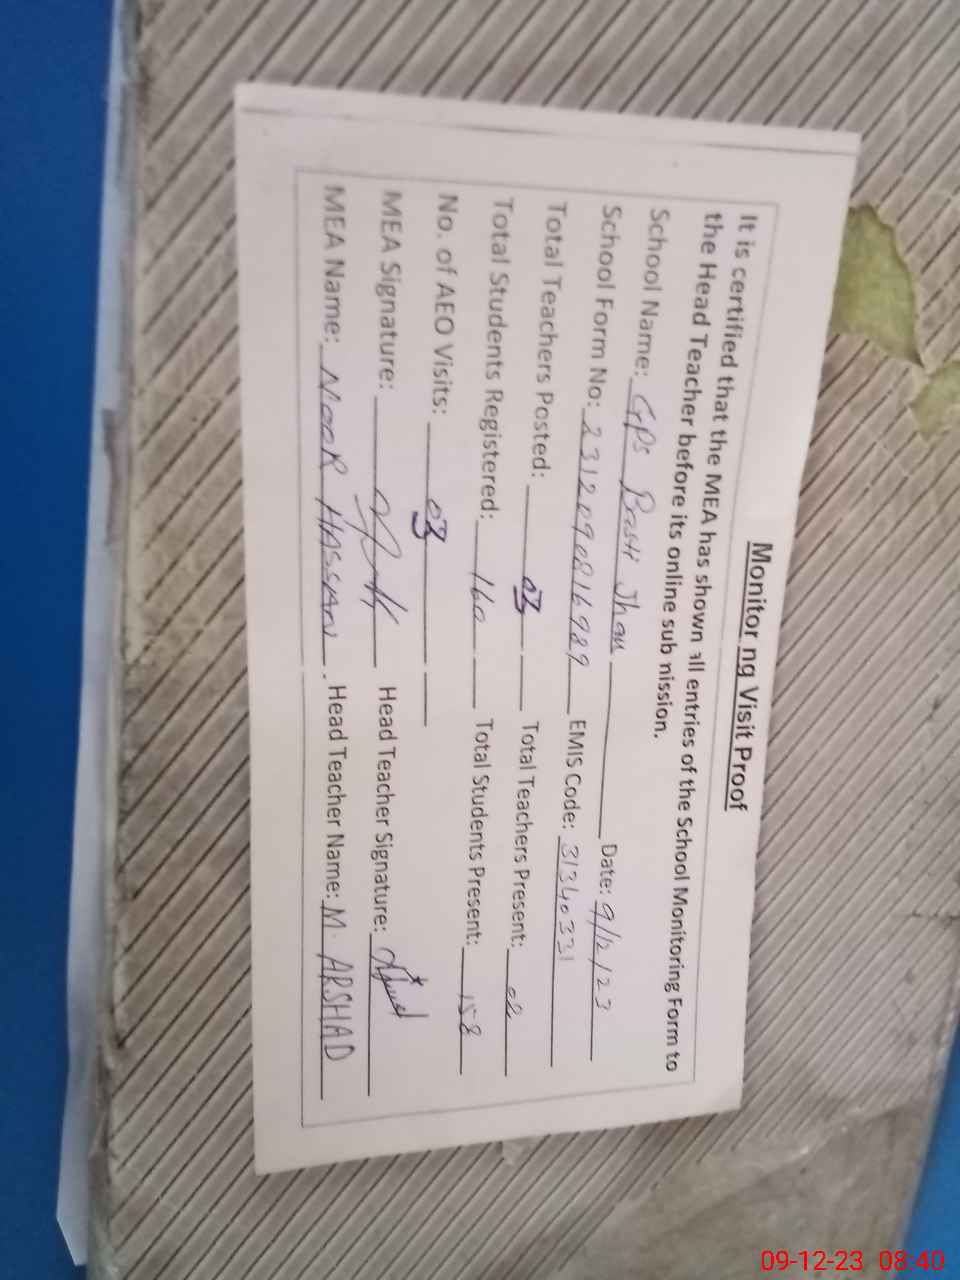 Monitor ng Visit Proof
It is certified that the MEA has shown all entries of the School Monitoring Form to
the Head Teacher before its online sub nission.
School Name: GPS Basti Jhau Date: 9/12/23
School Form No: 2312090816989 EMIS Code: 31340331
Total Teachers Posted: 03 Total Teachers Present: 02
Total Students Registered: 160 Total Students Present: 158
No. of AEO Visits: 03
MEA Signature: Head Teacher Signature:
MEA Name: NOOR HASSAN . Head Teacher Name: M. ARSHAD
09-12-23 08:40